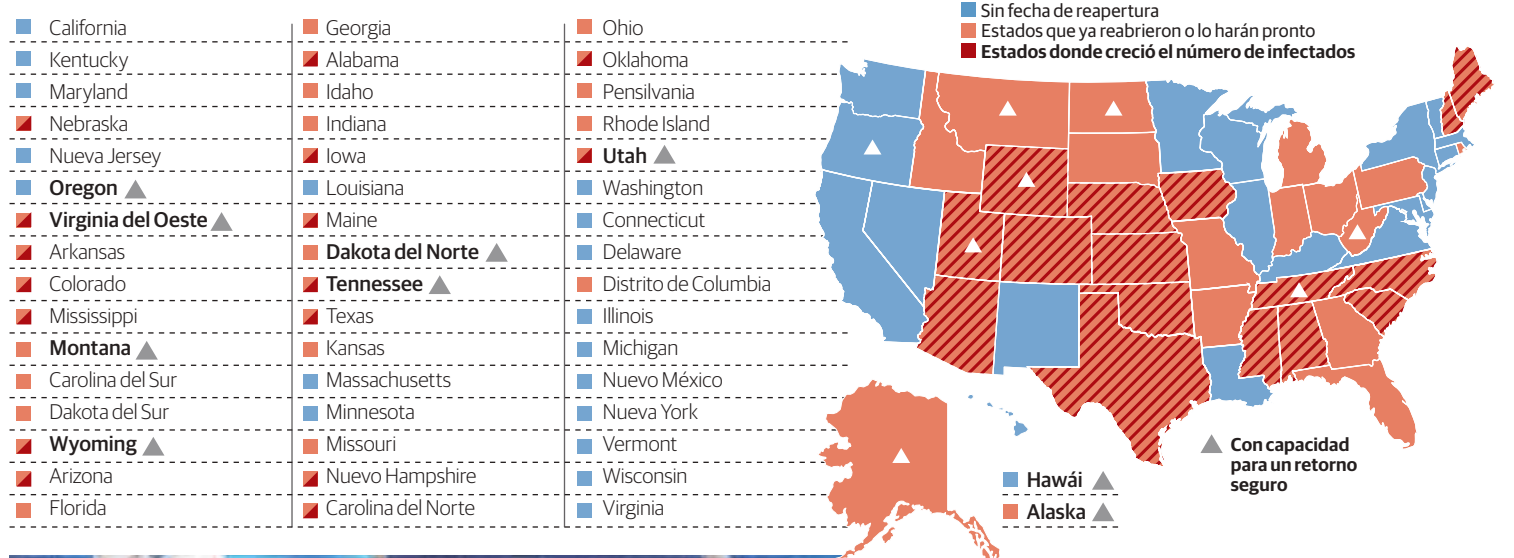 California
Kentucky
Maryland
Nebraska
Nueva Jersey
Oregon
Virginia del Oeste
Arkansas
Colorado
Mississippi
Montana
Carolina del Sur
Dakota del Sur
Wyoming
Arizona
Florida
Georgia
Alabama
Idaho
Indiana
Iowa
Louisiana
Maine
Dakota del Norte
Tennessee
Texas
Kansas
Massachusetts
Minnesota
Missouri
Nuevo Hampshire
Carolina del Norte
Ohio
Oklahoma
Pensilvania
Rhode Island
Utah
Washington
Connecticut
Delaware
Distrito de Columbia
Illinois
Michigan
Nuevo México
Nueva York
Vermont
Wisconsin
Virginia
Sin fecha de reapertura
Estados que ya reabrieron o lo harán pronto
Estados donde creció el número de infectados
Con capacidad
para un retorno
seguro
Hawái
Alaska